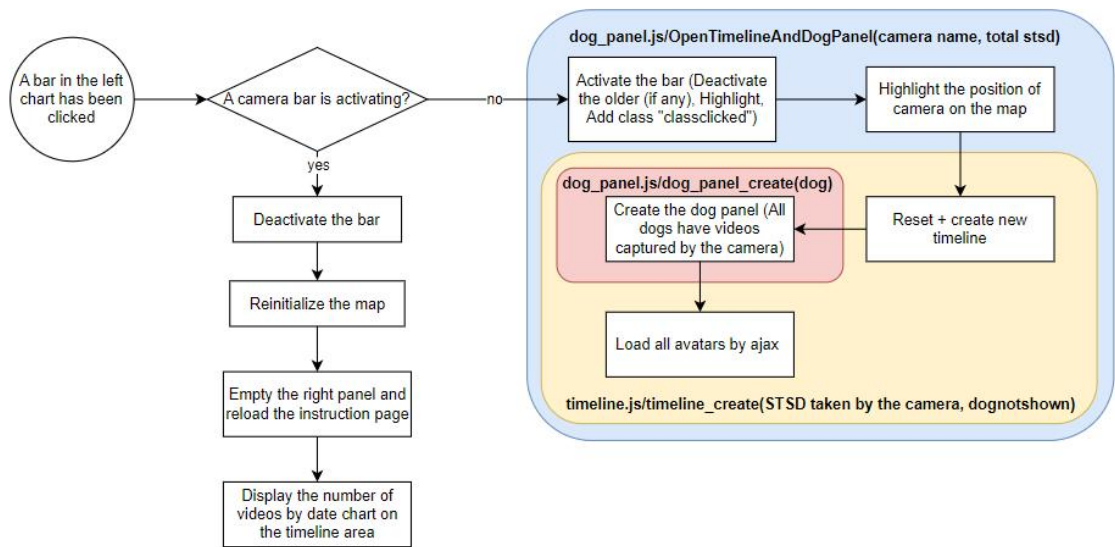 dog_panel.js/OpenTimelineAndDogPanel(camera name, total stsd)
A bar in the left
chart has been
clicked
A camera bar is activating?
no
Activate the bar (Deactivate
the older (if any), Highlight,
Add class "classclicked")
Highlight the position of
camera on the map
yes
dog_panel.js/dog_panel_create(dog)
Create the dog panel (All
dogs have videos
captured by the camera)
Reset + create new
timeline
Deactivate the bar
Reinitialize the map
Load all avatars by ajax
Empty the right panel and
reload the instruction page
timeline.js/timeline_create(STSD taken by the camera, dognotshown)
Display the number of
videos by date chart on
the timeline area